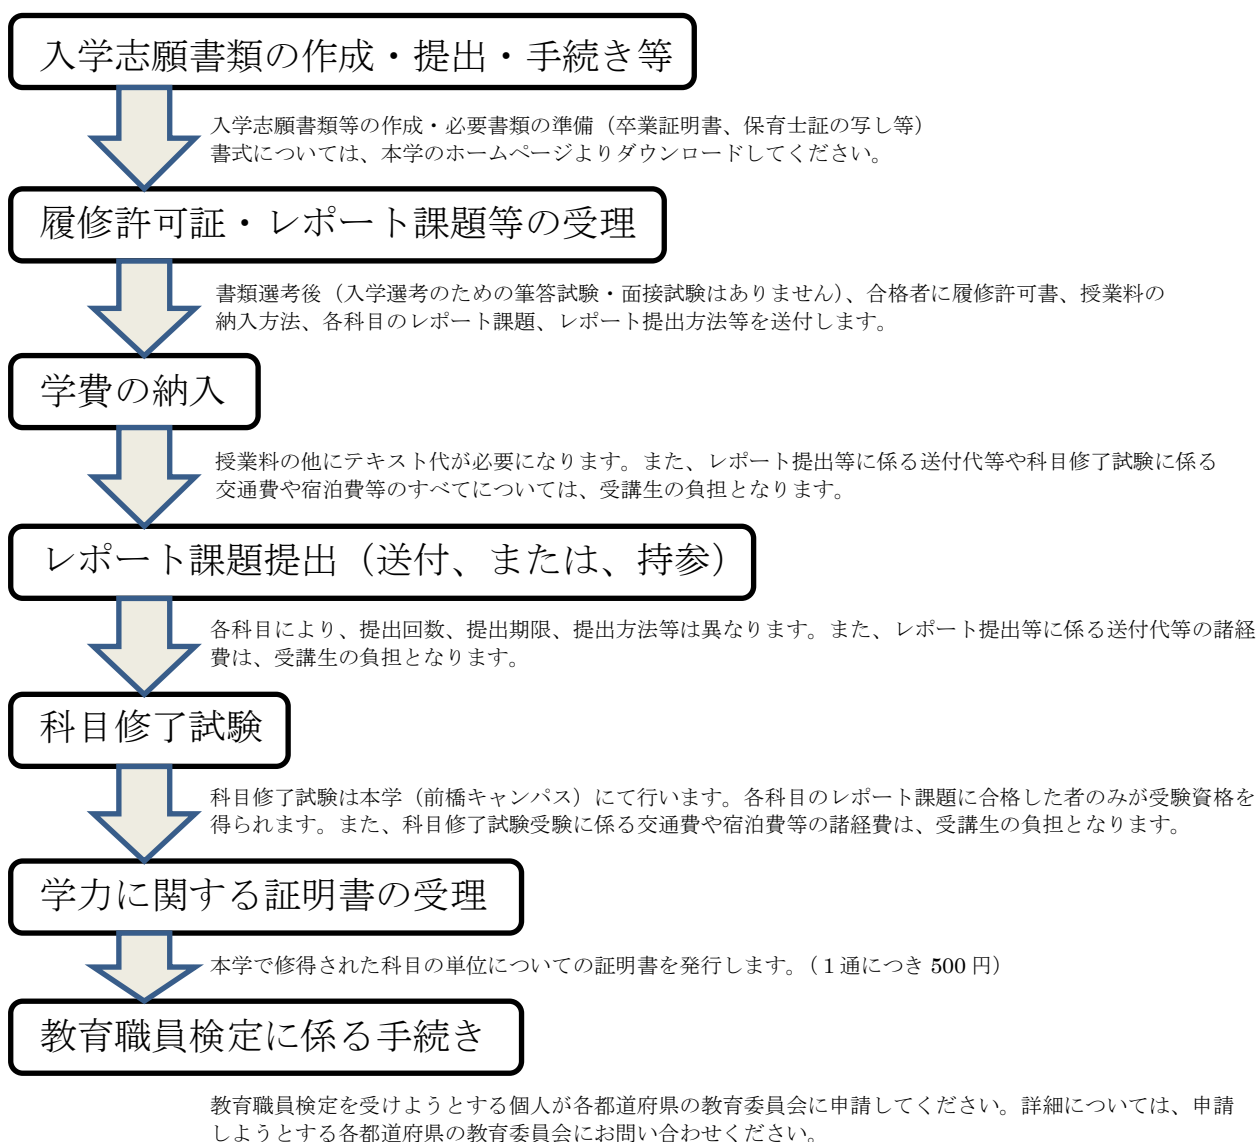 入学志願書類の作成・提出・手続き等
入学志願書類等の作成・必要書類の準備（卒業証明書、保育士証の写し等）
書式については、本学のホームページよりダウンロードしてください。
履修許可証・レポート課題等の受理
書類選考後（入学選考のための筆答試験・面接試験はありません）、合格者に履修許可書、授業料の
納入方法、各科目のレポート課題、レポート提出方法等を送付します。
学費の納入
授業料の他にテキスト代が必要になります。また、レポート提出等に係る送付代等や科目修了試験に係る
交通費や宿泊費等のすべてについては、受講生の負担となります。
レポート課題提出（送付、または、持参）
各科目により、提出回数、提出期限、提出方法等は異なります。また、レポート提出等に係る送付代等の諸経
費は、受講生の負担となります。
科目修了試験
科目修了試験は本学（前橋キャンパス）にて行います。各科目のレポート課題に合格した者のみが受験資格を
得られます。また、科目修了試験受験に係る交通費や宿泊費等の諸経費は、受講生の負担となります。
学力に関する証明書の受理
本学で修得された科目の単位についての証明書を発行します。（１通につき 500 円）
教育職員検定に係る手続き
教育職員検定を受けようとする個人が各都道府県の教育委員会に申請してください。詳細については、申請
しようとする各都道府県の教育委員会にお問い合わせください。